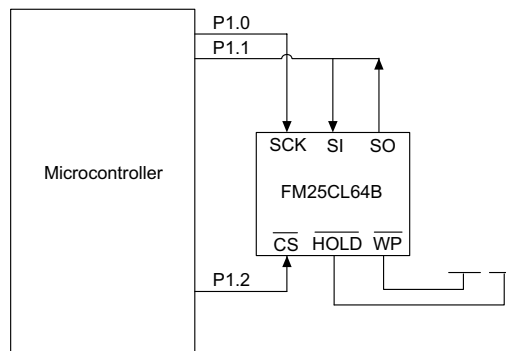 P1.0
P1.1
SCK SI SO
Microcontroller
FM25CL64B
CS HOLD WP
P1.2